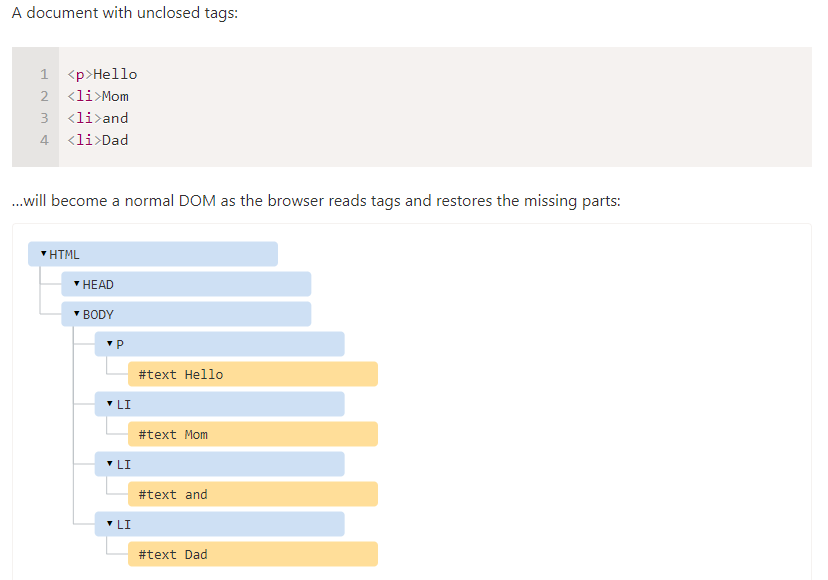 A document with unclosed tags:
1 <p>Hello
2 <li>Mom
3 <li>and
4 <li>Dad
…will become a normal DOM as the browser reads tags and restores the missing parts:
▾HTML
▾HEAD
▾BODY
▾P
#text Hello
▾LI
#text Mom
▾LI
#text and
▾LI
#text Dad